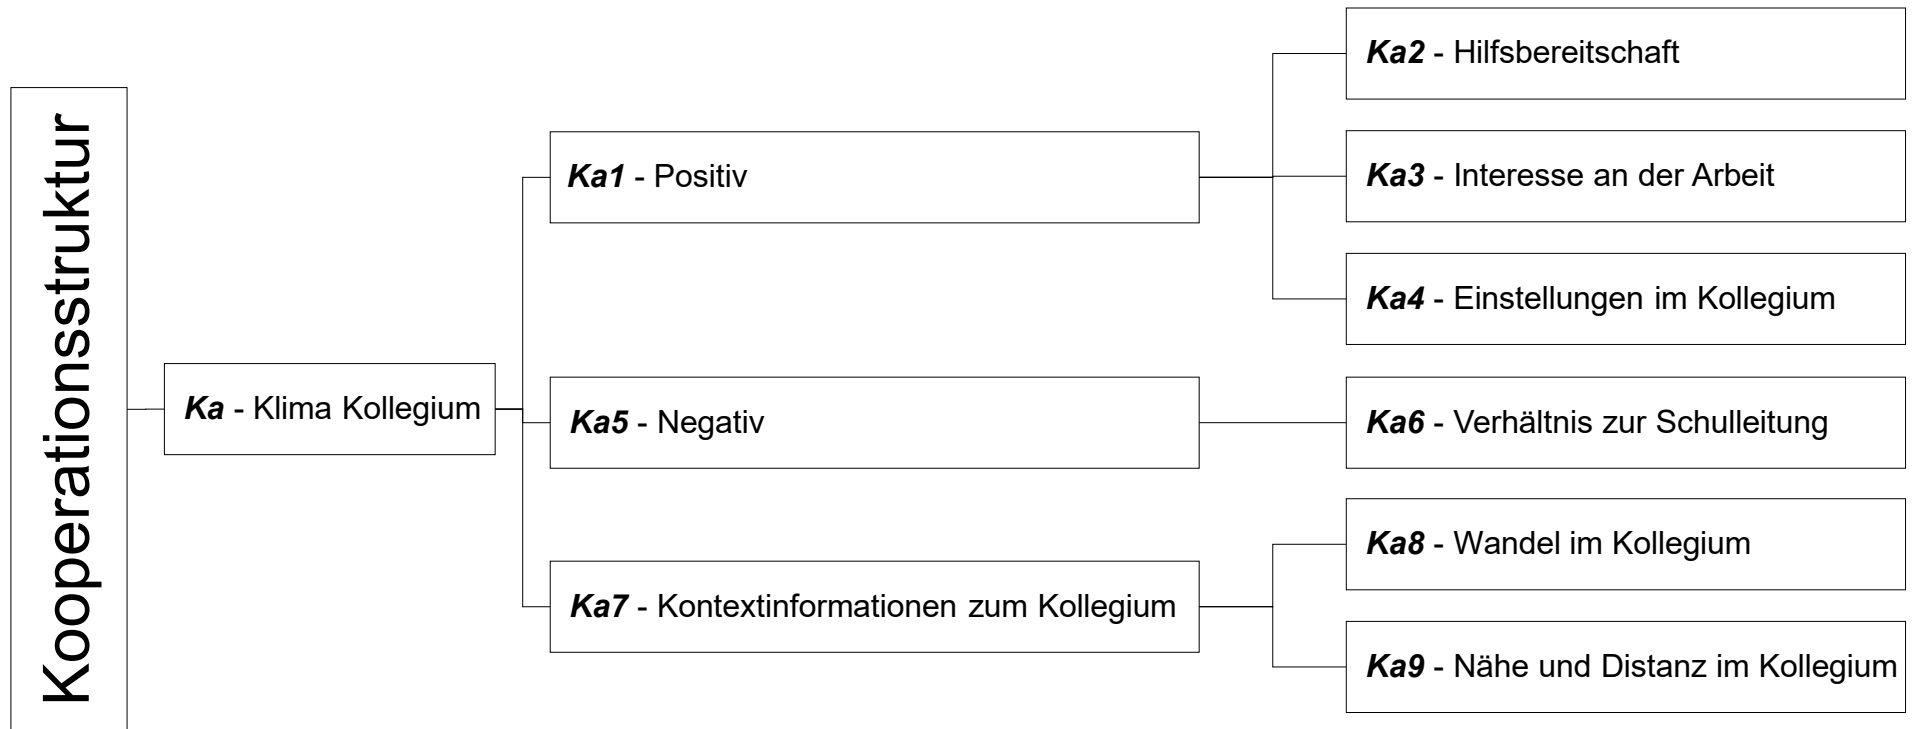 Kooperationsstruktur
Ka - Klima Kollegium
Ka1 - Positiv
Ka2 - Hilfsbereitschaft
Ka3 - Interesse an der Arbeit
Ka4 - Einstellungen im Kollegium
Ka5 - Negativ
Ka6 - Verhältnis zur Schulleitung
Ka7 - Kontextinformationen zum Kollegium
Ka8 - Wandel im Kollegium
Ka9 - Nähe und Distanz im Kollegium